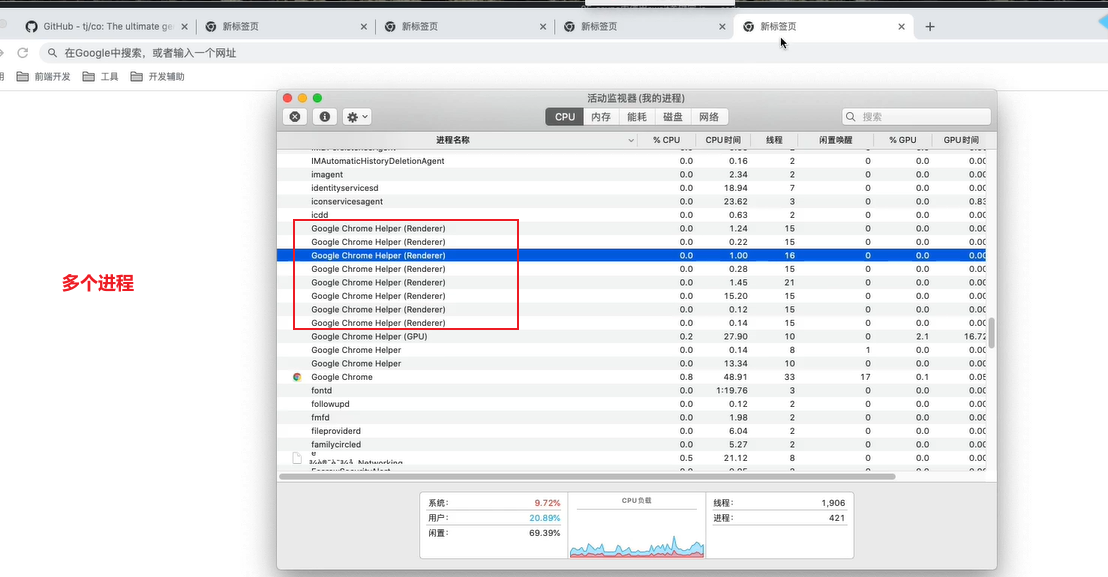 GitHub - tj/co: The ultimate ge
新标签页
新标签页
新标签页
新标签页
在Google中搜索，或者输入一个网址
前端开发 工具 开发辅助
活动监视器(我的进程)
CPU 内存 能耗 磁盘 网络
搜索
进程名称 % CPU CPU时间 线程 闲置唤醒 % GPU GPU时间
IMAutomaticHistoryDeletionAgent 0.0 0.16 2 0 0.0 0.00
imagent 0.0 2.34 2 0 0.0 0.00
identityservicesd 0.0 18.94 7 0 0.0 0.00
iconservicesagent 0.0 23.62 3 0 0.0 0.83
icdd 0.0 0.63 2 0 0.0 0.00
Google Chrome Helper (Renderer) 0.0 1.24 15 0 0.0 0.00
Google Chrome Helper (Renderer) 0.0 0.22 15 0 0.0 0.00
Google Chrome Helper (Renderer) 0.0 1.00 16 0 0.0 0.00
Google Chrome Helper (Renderer) 0.0 0.28 15 0 0.0 0.00
多个进程
Google Chrome Helper (Renderer) 0.0 1.45 21 0 0.0 0.00
Google Chrome Helper (Renderer) 0.0 15.20 15 0 0.0 0.00
Google Chrome Helper (Renderer) 0.0 0.12 15 0 0.0 0.00
Google Chrome Helper (Renderer) 0.0 0.14 15 0 0.0 0.00
Google Chrome Helper (GPU) 0.2 27.90 10 0 2.1 16.72
Google Chrome Helper 0.0 0.14 8 1 0.0 0.00
Google Chrome Helper 0.0 13.34 10 0 0.0 0.00
Google Chrome 0.8 48.91 33 17 0.1 0.05
fontd 0.0 1:19.76 3 0 0.0 0.00
followupd 0.0 0.12 2 0 0.0 0.00
fmfd 0.0 1.98 2 0 0.0 0.00
fileproviderd 0.0 6.04 2 0 0.0 0.00
familycircled 0.0 5.27 2 0 0.0 0.00
Networking 0.5 21.12 8 0 0.0 0.00
系统: 9.72%
用户: 20.89%
闲置: 69.39%
CPU负载
线程: 1,906
进程: 421